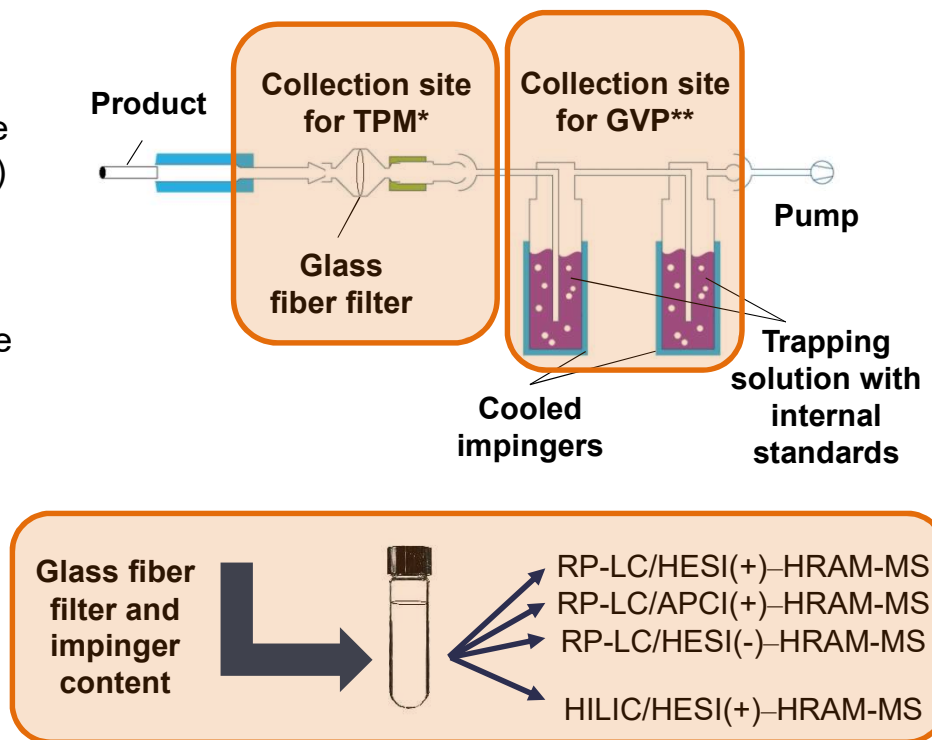 Product
Collection site
for TPM*
Collection site
for GVP**
e
)
Pump
Glass
fiber filter
e
Cooled
impingers
Trapping
solution with
internal
standards
Glass fiber
filter and
impinger
content
RP-LC/HESI(+)–HRAM-MS
RP-LC/APCI(+)–HRAM-MS
RP-LC/HESI(-)–HRAM-MS
HILIC/HESI(+)–HRAM-MS